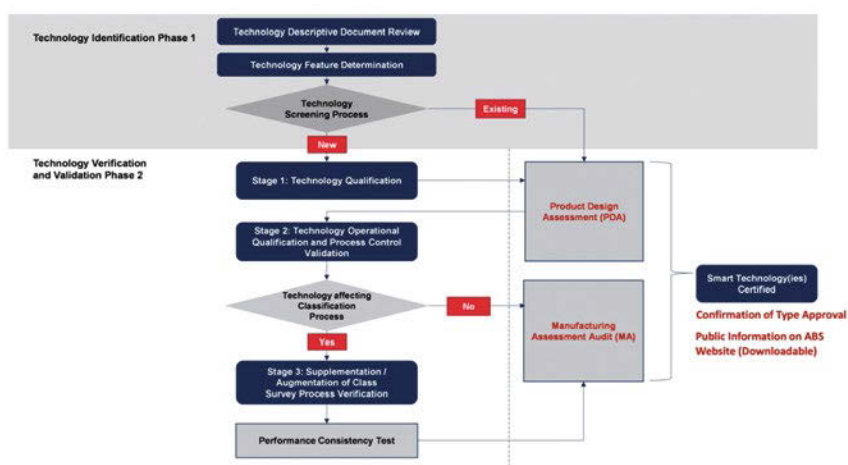 Technology Identification Phase 1
Technology Descriptive Document Review
Technology Feature Determination
Technology
Screening Process
Existing
New
Technology Verification
and Validation Phase 2
Stage 1: Technology Qualification
Product Design
Assessment (PDA)
Stage 2: Technology Operational
Qualification and Process Control
Validation
Technology affecting
Classification
Process
No
Yes
Manufacturing
Assessment Audit (MA)
Smart Technology(ies)
Certified
Confirmation of Type Approval
Public Information on ABS
Website (Downloadable)
Stage 3: Supplementation /
Augmentation of Class
Survey Process Verification
Performance Consistency Test